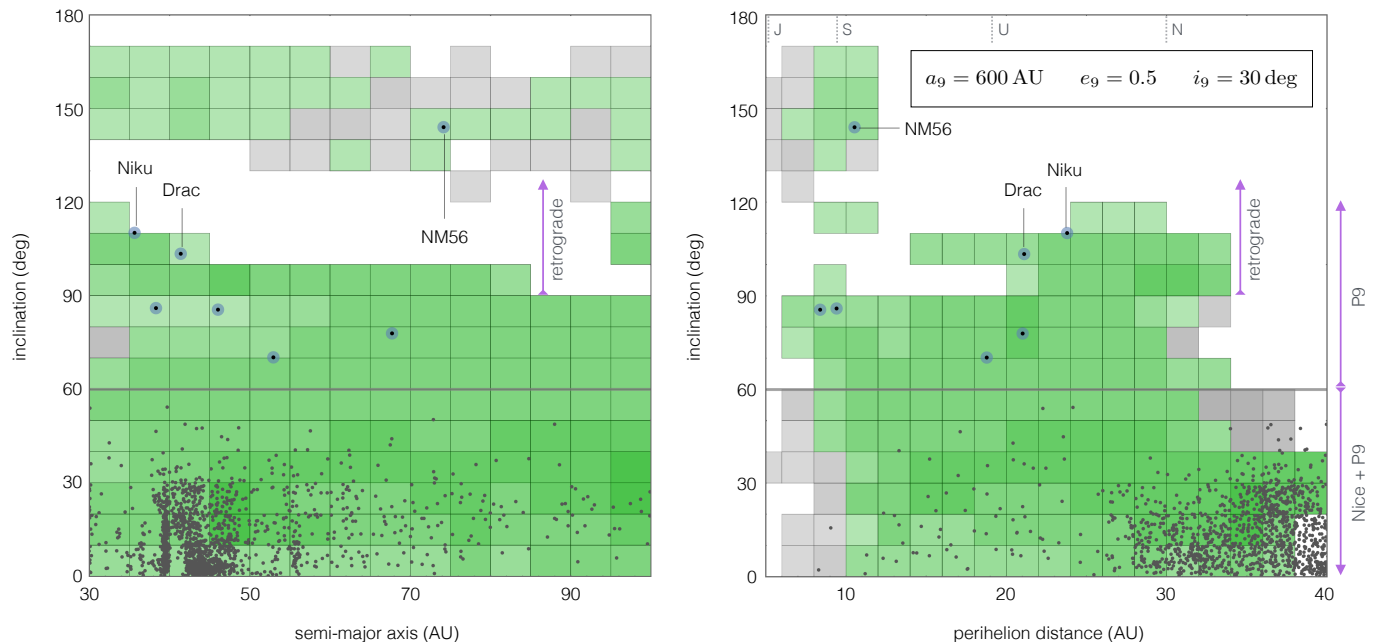 180
150
120
90
60
30
0
inclination (deg)
Niku
Drac
NM56
retrograde
30
50
70
90
semi-major axis (AU)
180
150
120
90
60
30
0
inclination (deg)
J
S
U
N
a₉ = 600 AU e₉ = 0.5 i₉ = 30 deg
NM56
Niku
Drac
retrograde
P9
Nice + P9
10
20
30
40
perihelion distance (AU)